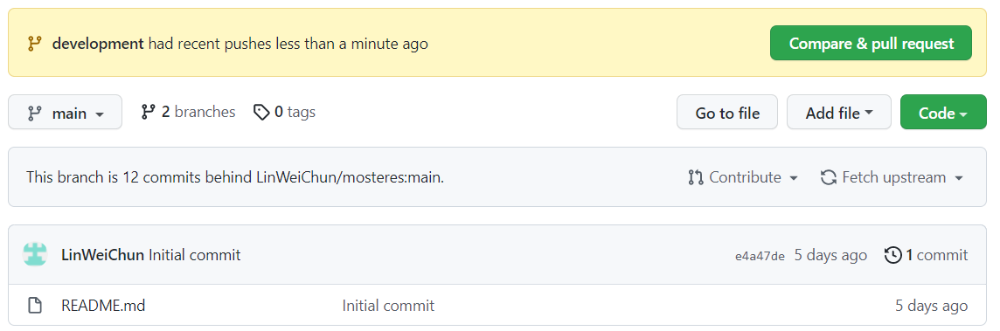 development had recent pushes less than a minute ago
Compare & pull request
main
2 branches
0 tags
Go to file
Add file
Code
This branch is 12 commits behind LinWeiChun/mosteres:main.
Contribute
Fetch upstream
LinWeiChun Initial commit
e4a47de 5 days ago
1 commit
README.md
Initial commit
5 days ago